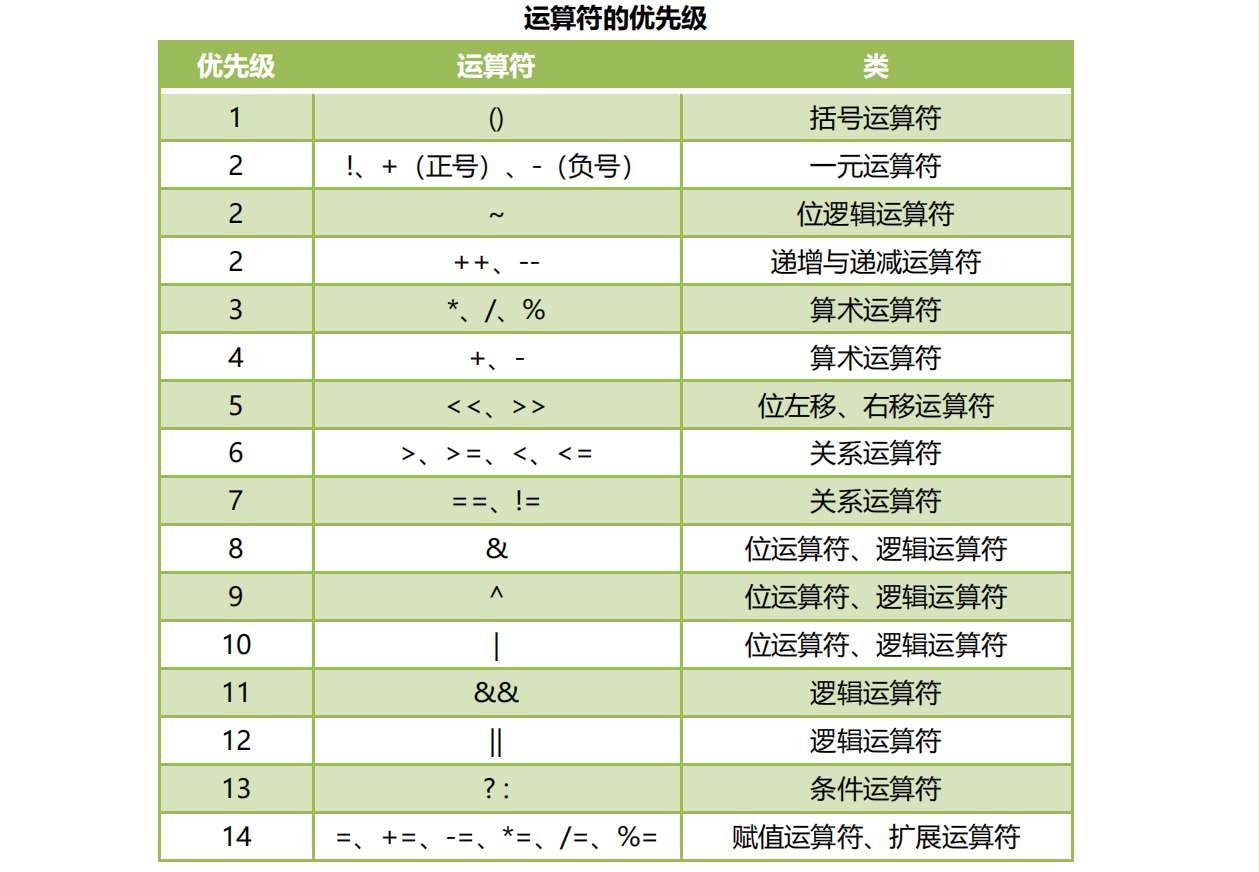 运算符的优先级
优先级 运算符 类
1 () 括号运算符
2 !、+（正号）、-（负号） 一元运算符
2 ~ 位逻辑运算符
2 ++、-- 递增与递减运算符
3 *、/、% 算术运算符
4 +、- 算术运算符
5 <<、>> 位左移、右移运算符
6 >、>=、<、<= 关系运算符
7 ==、!= 关系运算符
8 & 位运算符、逻辑运算符
9 ^ 位运算符、逻辑运算符
10 | 位运算符、逻辑运算符
11 && 逻辑运算符
12 || 逻辑运算符
13 ? : 条件运算符
14 =、+=、-=、*=、/=、%= 赋值运算符、扩展运算符